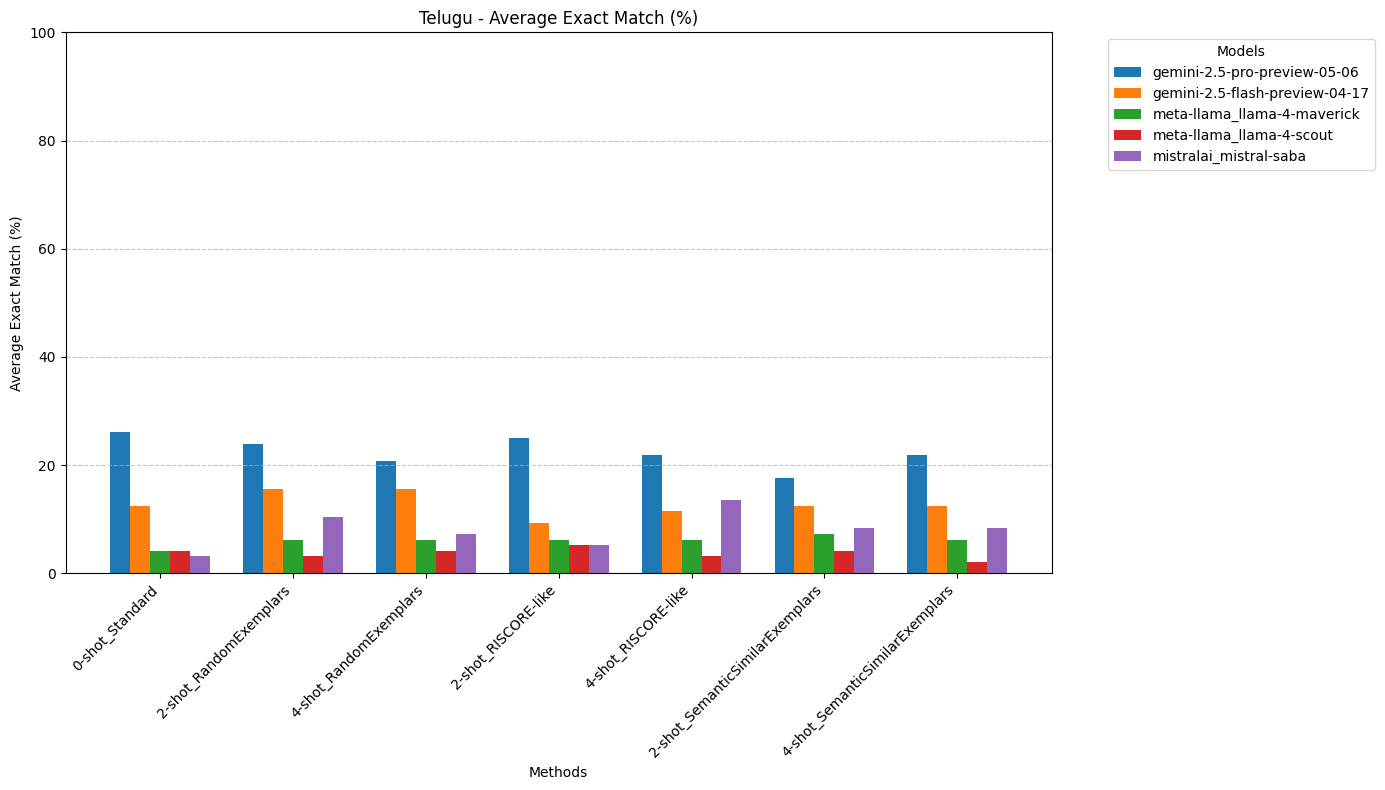 Telugu - Average Exact Match (%)
Models
gemini-2.5-pro-preview-05-06
gemini-2.5-flash-preview-04-17
meta-llama_llama-4-maverick
meta-llama_llama-4-scout
mistralai_mistral-saba
Average Exact Match (%)
100
80
60
40
20
0
0-shot_Standard
2-shot_RandomExemplars
4-shot_RandomExemplars
2-shot_RISCORE-like
4-shot_RISCORE-like
2-shot_SemanticSimilarExemplars
4-shot_SemanticSimilarExemplars
Methods